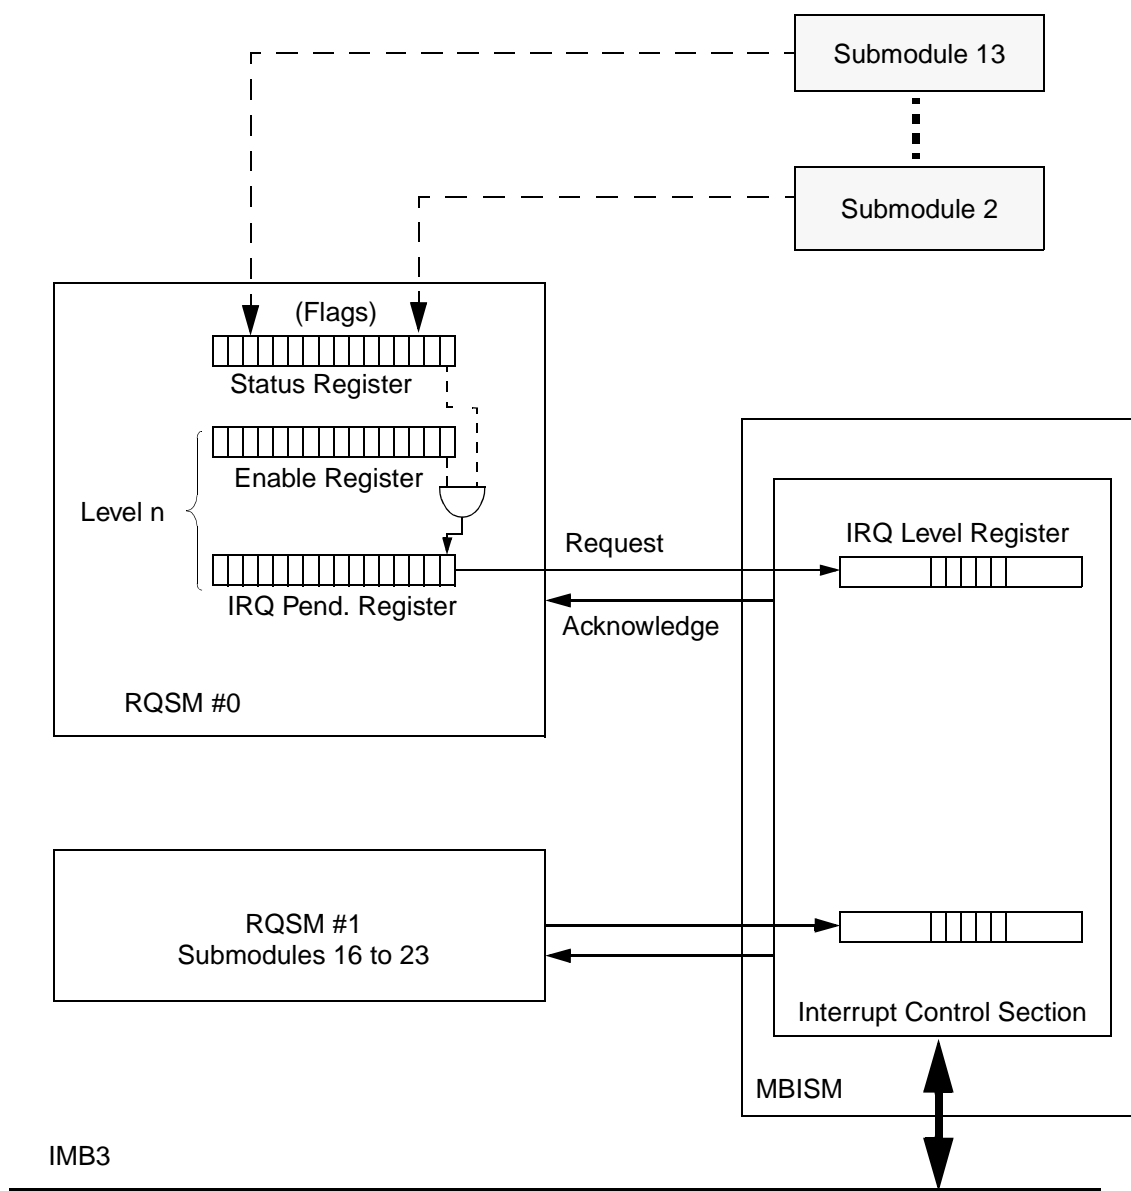 Submodule 13
Submodule 2
(Flags)
Status Register
Enable Register
Level n
IRQ Level Register
Request
IRQ Pend. Register
Acknowledge
RQSM #0
RQSM #1
Submodules 16 to 23
Interrupt Control Section
MBISM
IMB3